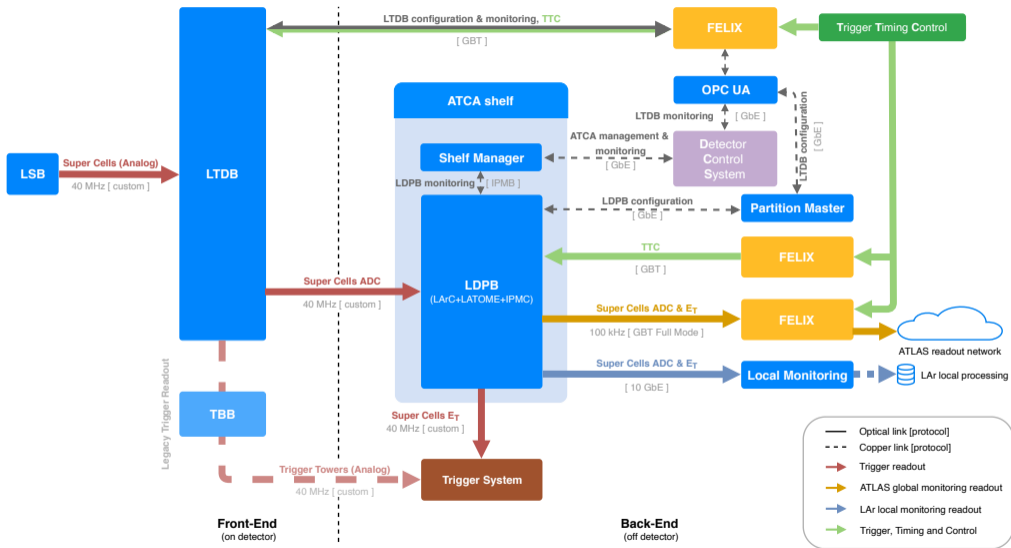 LTDB configuration & monitoring, TTC
[ GBT ]
FELIX
Trigger Timing Control
OPC UA
LTDB monitoring
[ GbE ]
LTDB configuration
[ GbE ]
ATCA shelf
ATCA management &
monitoring
[ GbE ]
Detector
Control
System
Shelf Manager
LDPB monitoring
[ IPMB ]
LSB
Super Cells (Analog)
40 MHz [ custom ]
LTDB
LDPB configuration
[ GbE ]
Partition Master
TTC
[ GBT ]
FELIX
Super Cells ADC
40 MHz [ custom ]
LDPB
(LArC+LATOME+IPMC)
Super Cells ADC & ET
100 kHz [ GBT Full Mode ]
FELIX
ATLAS readout network
Super Cells ADC & ET
[ 10 GbE ]
Local Monitoring
LAr local processing
Legacy Trigger Readout
TBB
Super Cells ET
40 MHz [ custom ]
Trigger Towers (Analog)
40 MHz [ custom ]
Trigger System
Optical link [protocol]
Copper link [protocol]
Trigger readout
ATLAS global monitoring readout
LAr local monitoring readout
Trigger, Timing and Control
Front-End
(on detector)
Back-End
(off detector)